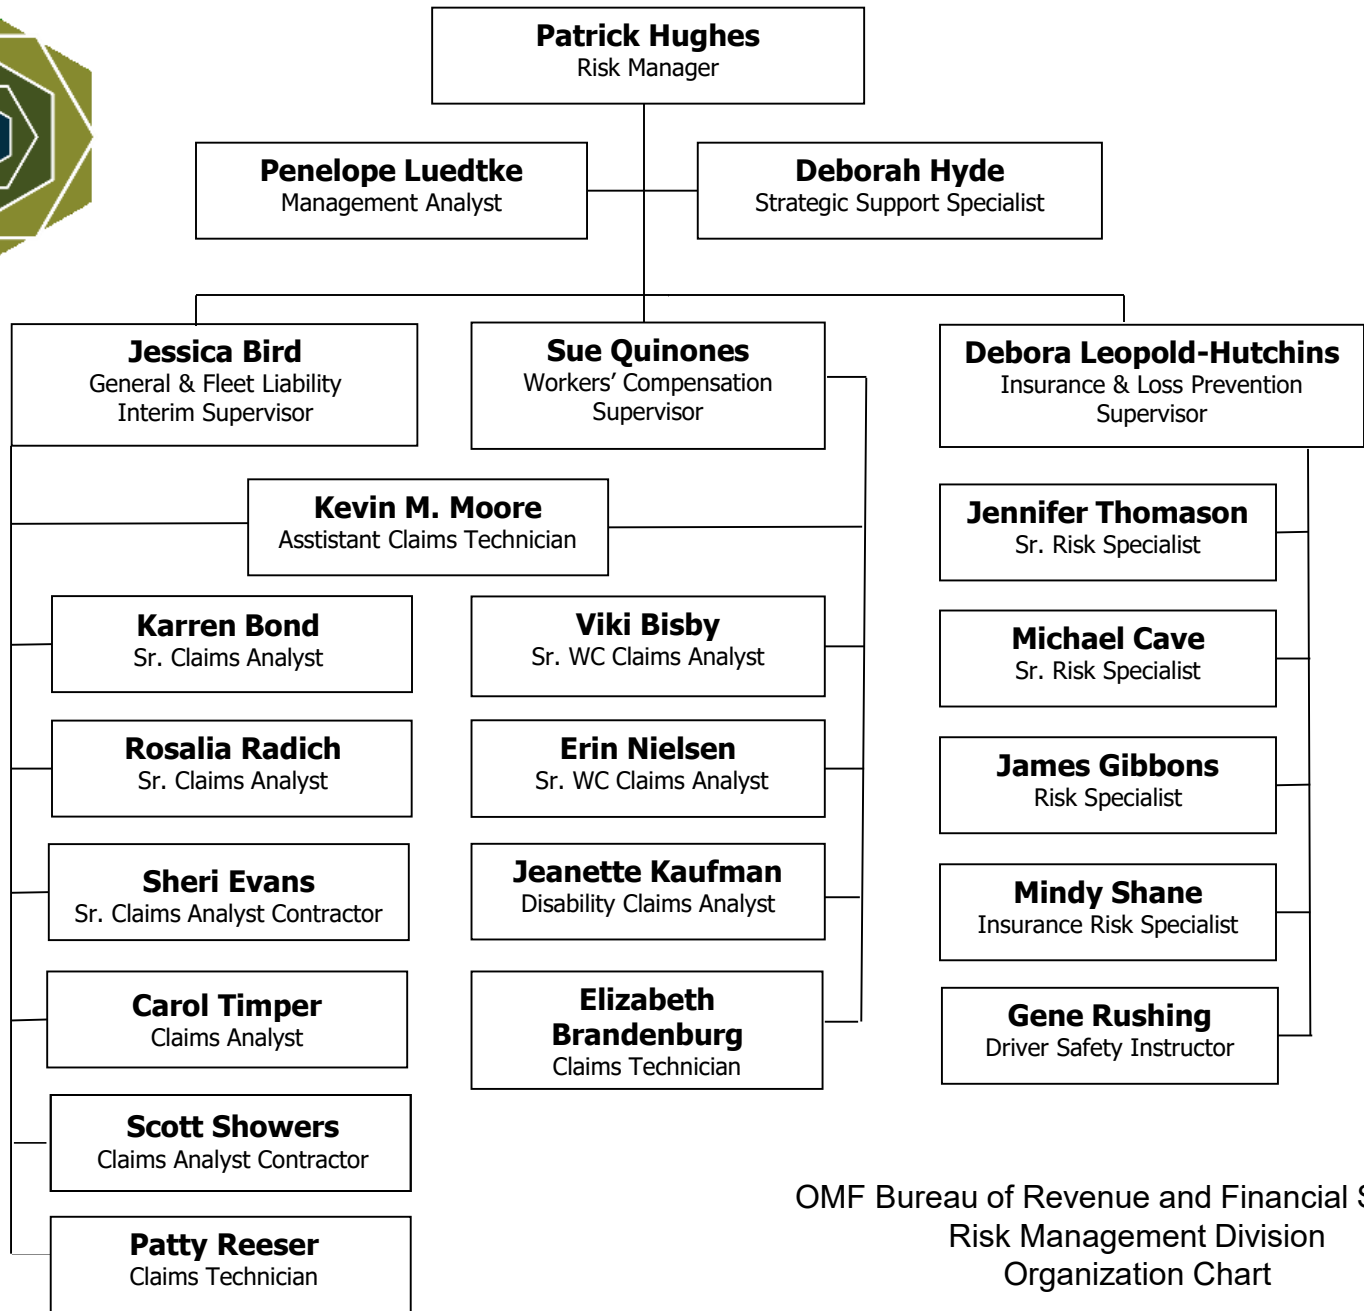 Patrick Hughes
Risk Manager
Penelope Luedtke
Management Analyst
Deborah Hyde
Strategic Support Specialist
Jessica Bird
General & Fleet Liability
Interim Supervisor
Sue Quinones
Workers’ Compensation
Supervisor
Debora Leopold-Hutchins
Insurance & Loss Prevention
Supervisor
Kevin M. Moore
Asstistant Claims Technician
Jennifer Thomason
Sr. Risk Specialist
Karren Bond
Sr. Claims Analyst
Viki Bisby
Sr. WC Claims Analyst
Michael Cave
Sr. Risk Specialist
Rosalia Radich
Sr. Claims Analyst
Erin Nielsen
Sr. WC Claims Analyst
James Gibbons
Risk Specialist
Sheri Evans
Sr. Claims Analyst Contractor
Jeanette Kaufman
Disability Claims Analyst
Mindy Shane
Insurance Risk Specialist
Carol Timper
Claims Analyst
Elizabeth
Brandenburg
Claims Technician
Gene Rushing
Driver Safety Instructor
Scott Showers
Claims Analyst Contractor
Patty Reeser
Claims Technician
OMF Bureau of Revenue and Financial
Risk Management Division
Organization Chart